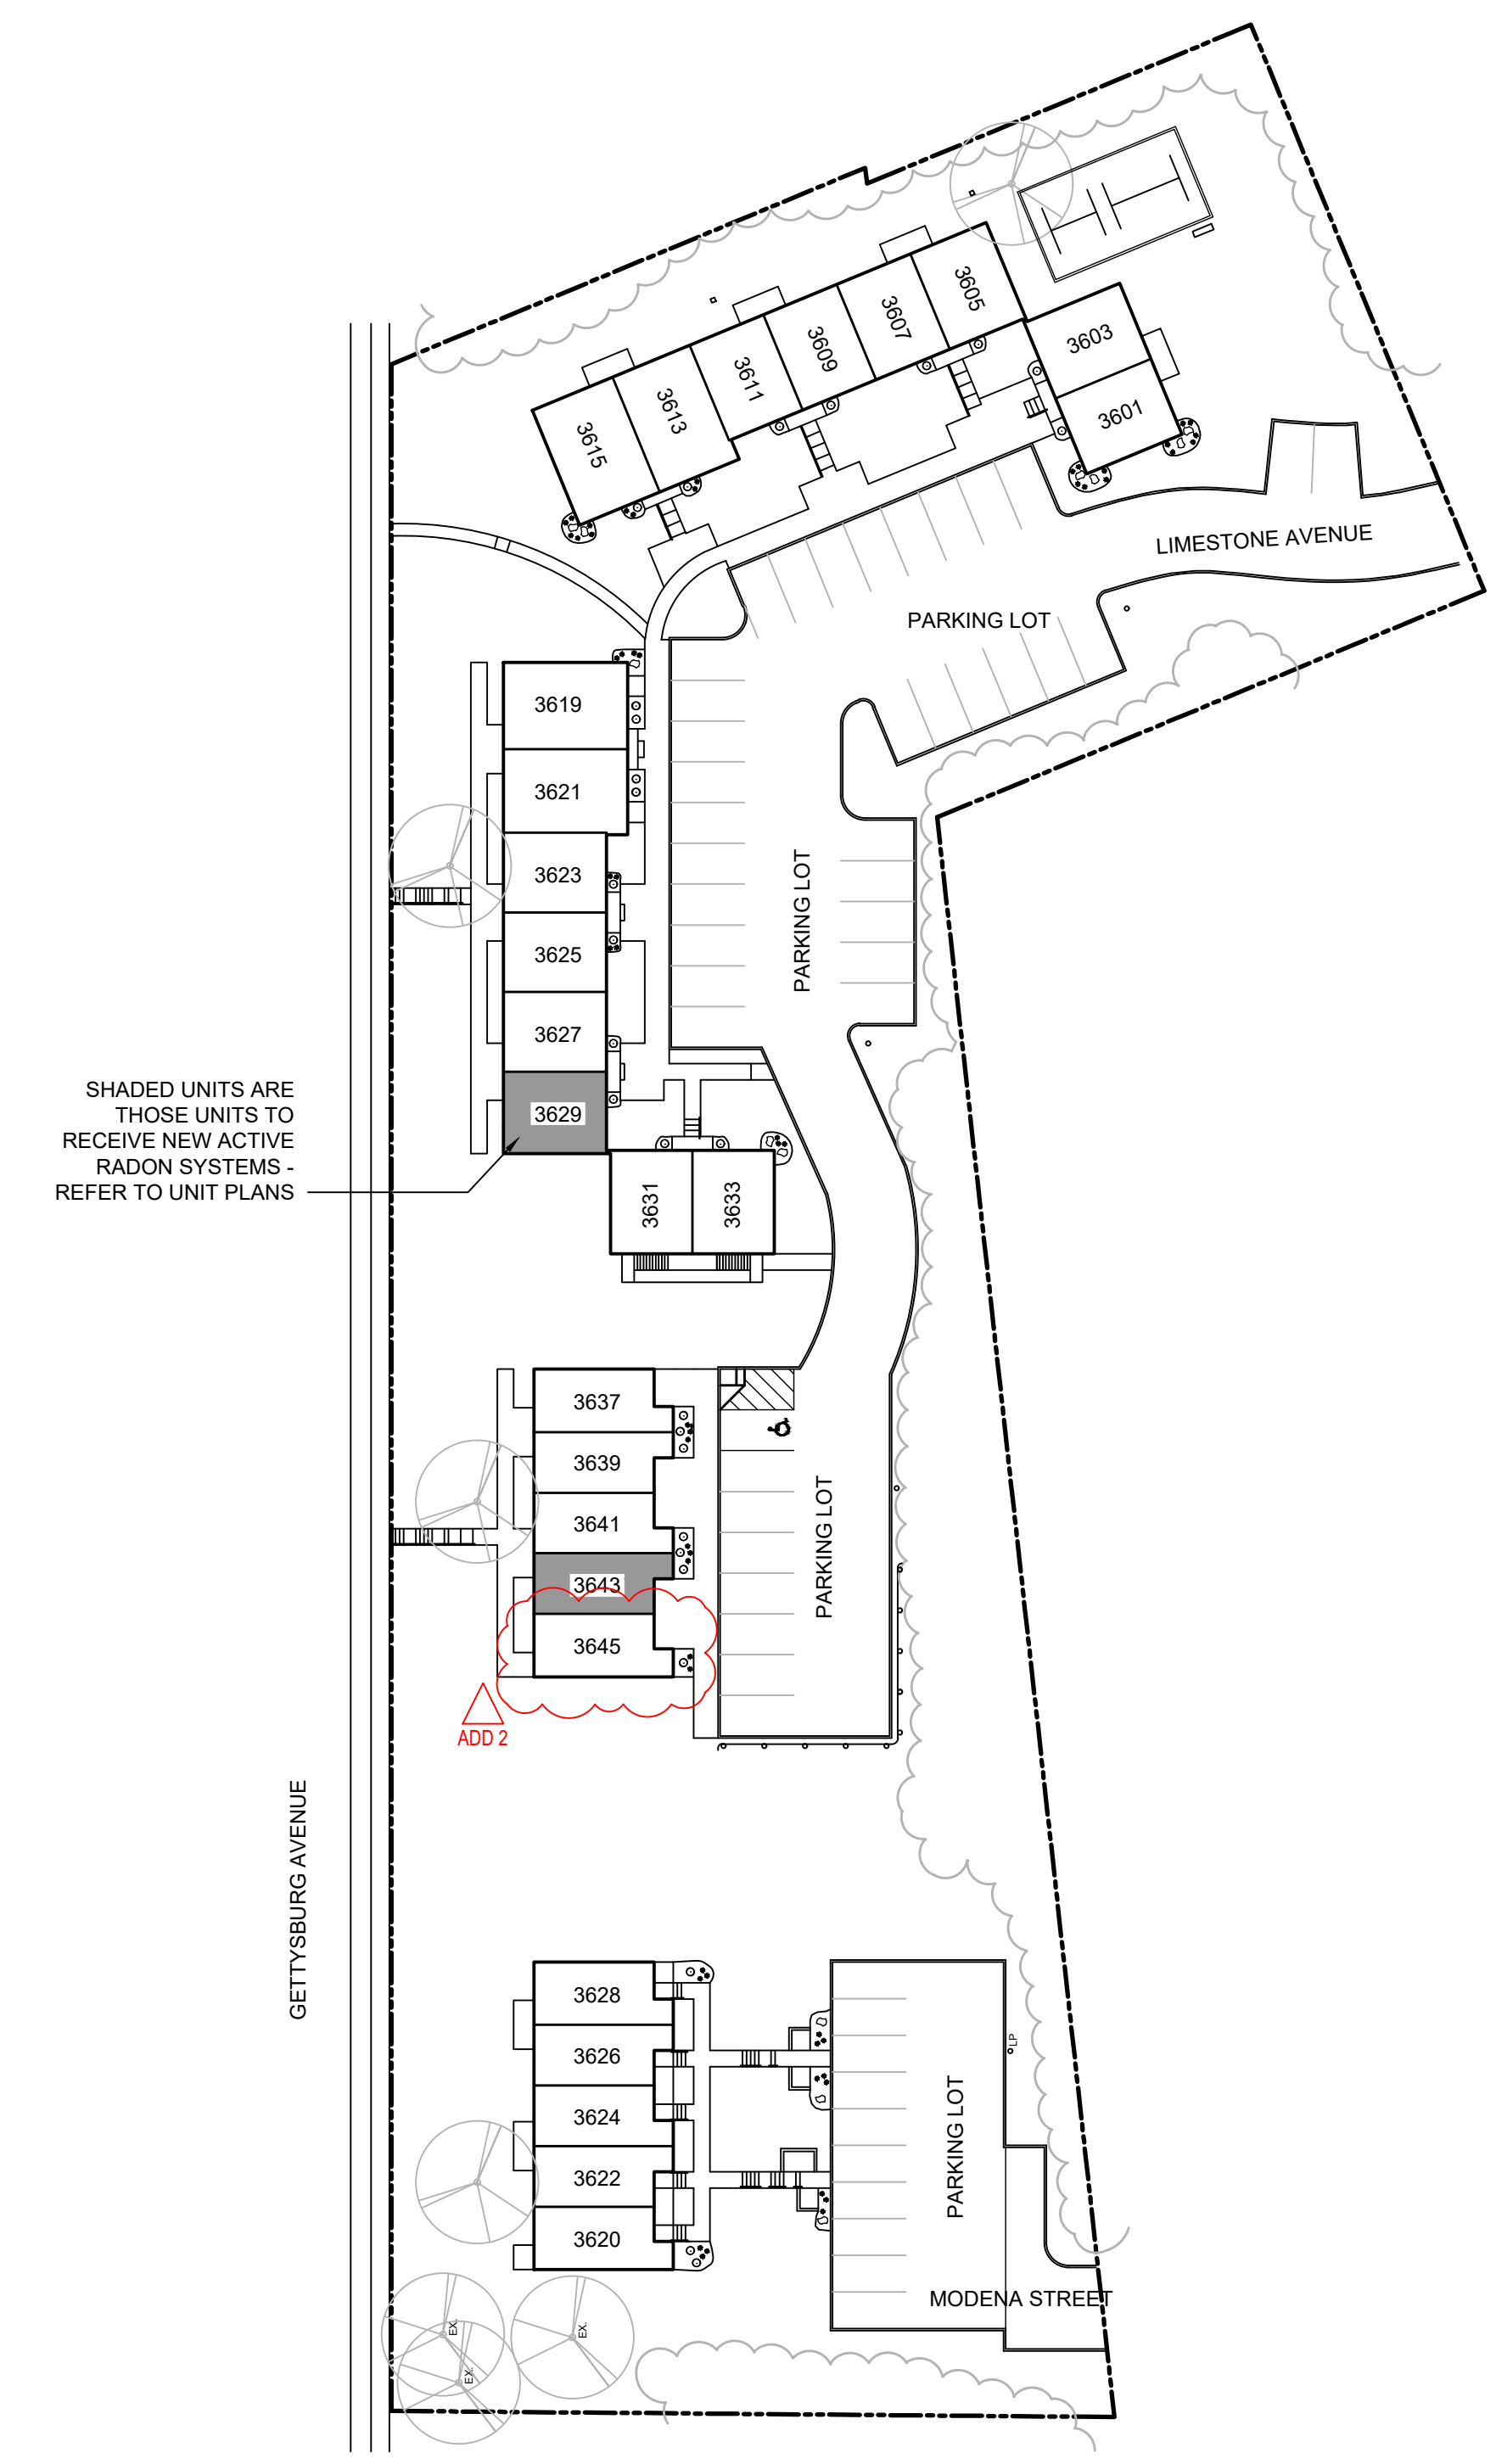 3605
3607
3609
3611
3613
3615
3603
3601
LIMESTONE AVENUE
PARKING LOT
3619
3621
3623
3625
3627
3629
PARKING LOT
SHADED UNITS ARE
THOSE UNITS TO
RECEIVE NEW ACTIVE
RADON SYSTEMS -
REFER TO UNIT PLANS
3631
3633
3637
3639
3641
3643
3645
PARKING LOT
ADD 2
GETTYSBURG AVENUE
3628
3626
3624
3622
3620
LP
PARKING LOT
MODENA STREET
EX.
EX.
EX.